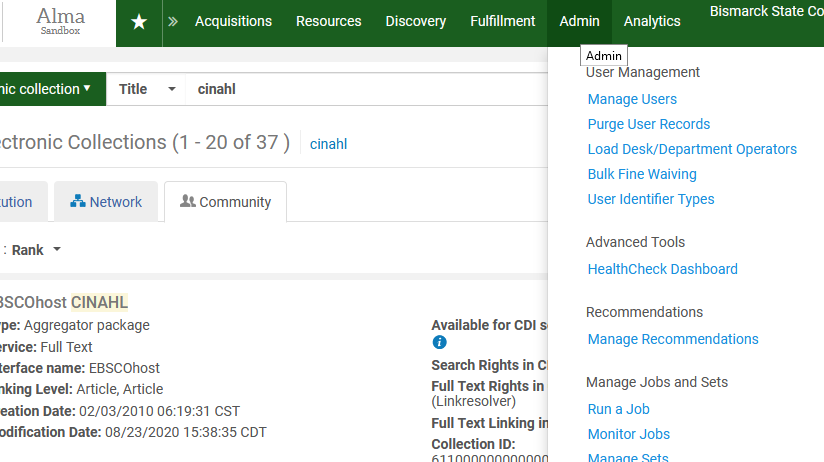 Alma
Sandbox
Acquisitions Resources Discovery Fulfillment Admin Analytics
Bismarck State Co
Admin
nic collection Title cinahl
ectronic Collections (1 - 20 of 37 ) cinahl
ution Network Community
: Rank
BSCOhost CINAHL
ype: Aggregator package
ervice: Full Text
terface name: EBSCOhost
nking Level: Article, Article
eation Date: 02/03/2010 06:19:31 CST
odification Date: 08/23/2020 15:38:35 CDT
Available for CDI s
Search Rights in C
Full Text Rights in
(Linkresolver)
Full Text Linking in
Collection ID:
611000000000000
User Management
Manage Users
Purge User Records
Load Desk/Department Operators
Bulk Fine Waiving
User Identifier Types
Advanced Tools
HealthCheck Dashboard
Recommendations
Manage Recommendations
Manage Jobs and Sets
Run a Job
Monitor Jobs
Manage Sets